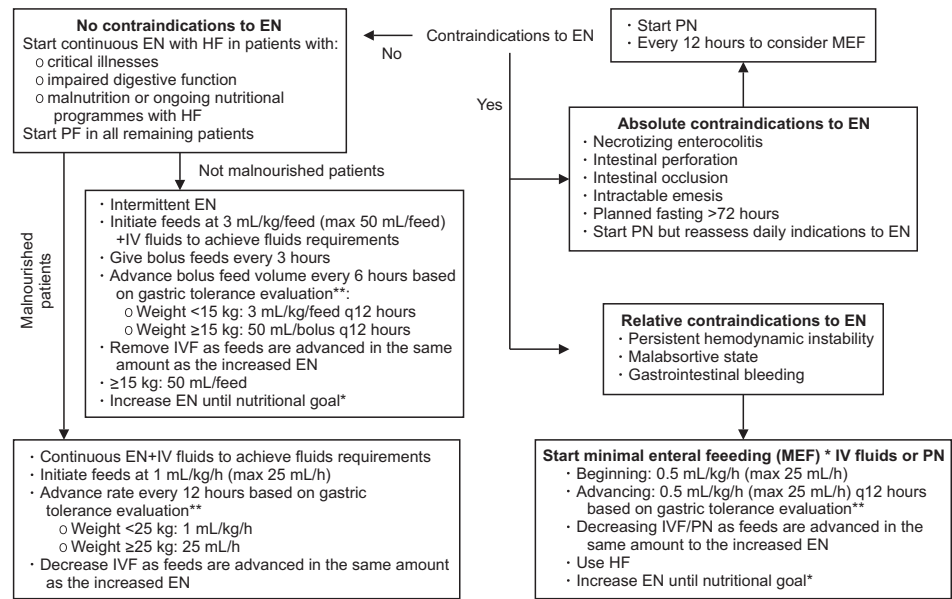 No contraindications to EN
Start continuous EN with HF in patients with:
o critical illnesses
o impaired digestive function
o malnutrition or ongoing nutritional
programmes with HF
Start PF in all remaining patients
No
Contraindications to EN
Yes
· Start PN
· Every 12 hours to consider MEF
Absolute contraindications to EN
· Necrotizing enterocolitis
· Intestinal perforation
· Intestinal occlusion
· Intractable emesis
· Planned fasting >72 hours
· Start PN but reassess daily indications to EN
Not malnourished patients
Malnourished
patients
· Intermittent EN
· Initiate feeds at 3 mL/kg/feed (max 50 mL/feed)
+IV fluids to achieve fluids requirements
· Give bolus feeds every 3 hours
· Advance bolus feed volume every 6 hours based
on gastric tolerance evaluation**:
o Weight <15 kg: 3 mL/kg/feed q12 hours
o Weight ≥15 kg: 50 mL/bolus q12 hours
· Remove IVF as feeds are advanced in the same
amount as the increased EN
· ≥15 kg: 50 mL/feed
· Increase EN until nutritional goal*
Relative contraindications to EN
· Persistent hemodynamic instability
· Malabsortive state
· Gastrointestinal bleeding
· Continuous EN+IV fluids to achieve fluids requirements
· Initiate feeds at 1 mL/kg/h (max 25 mL/h)
· Advance rate every 12 hours based on gastric
tolerance evaluation**
o Weight <25 kg: 1 mL/kg/h
o Weight ≥25 kg: 25 mL/h
· Decrease IVF as feeds are advanced in the same amount
as the increased EN
Start minimal enteral feeeding (MEF) * IV fluids or PN
· Beginning: 0.5 mL/kg/h (max 25 mL/h)
· Advancing: 0.5 mL/kg/h (max 25 mL/h) q12 hours
based on gastric tolerance evaluation**
· Decreasing IVF/PN as feeds are advanced in the
same amount to the increased EN
· Use HF
· Increase EN until nutritional goal*